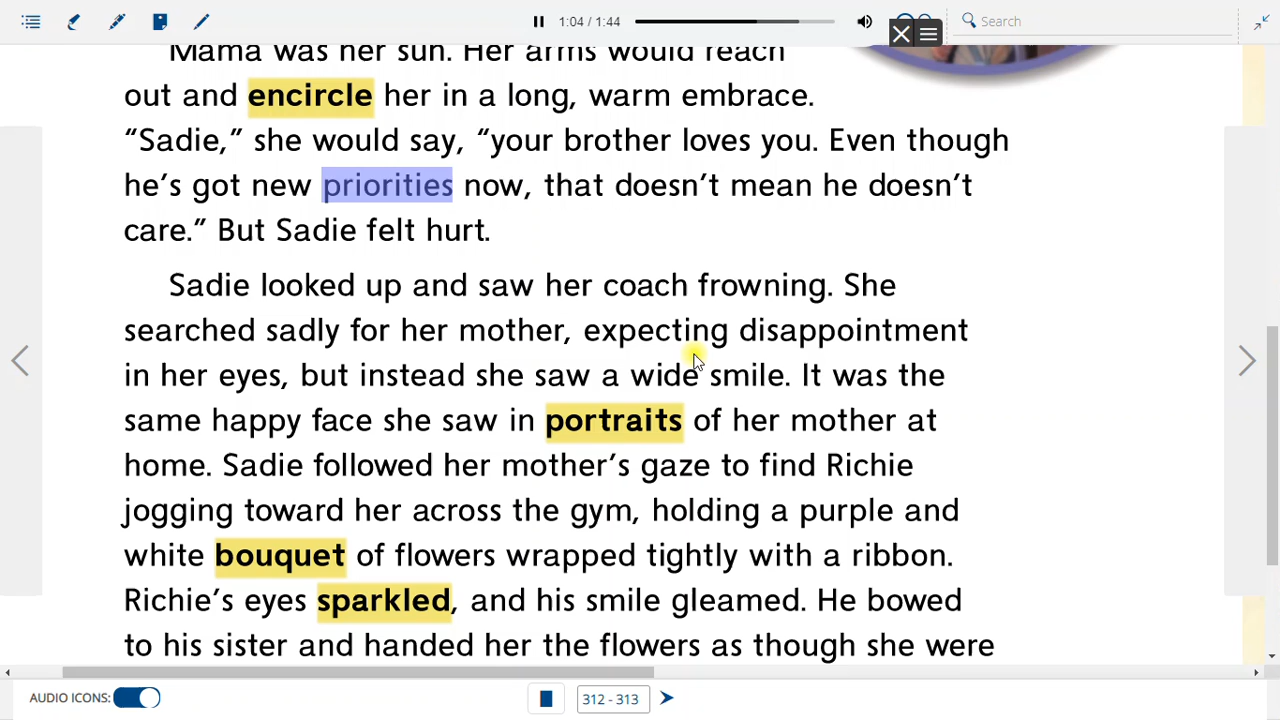 1:04 / 1:44
Search
Mama was her sun. Her arms would reach
out and encircle her in a long, warm embrace.
“Sadie,” she would say, “your brother loves you. Even though
he’s got new priorities now, that doesn’t mean he doesn’t
care.” But Sadie felt hurt.
Sadie looked up and saw her coach frowning. She
searched sadly for her mother, expecting disappointment
in her eyes, but instead she saw a wide smile. It was the
same happy face she saw in portraits of her mother at
home. Sadie followed her mother’s gaze to find Richie
jogging toward her across the gym, holding a purple and
white bouquet of flowers wrapped tightly with a ribbon.
Richie’s eyes sparkled, and his smile gleamed. He bowed
to his sister and handed her the flowers as though she were
AUDIO ICONS:
312 - 313